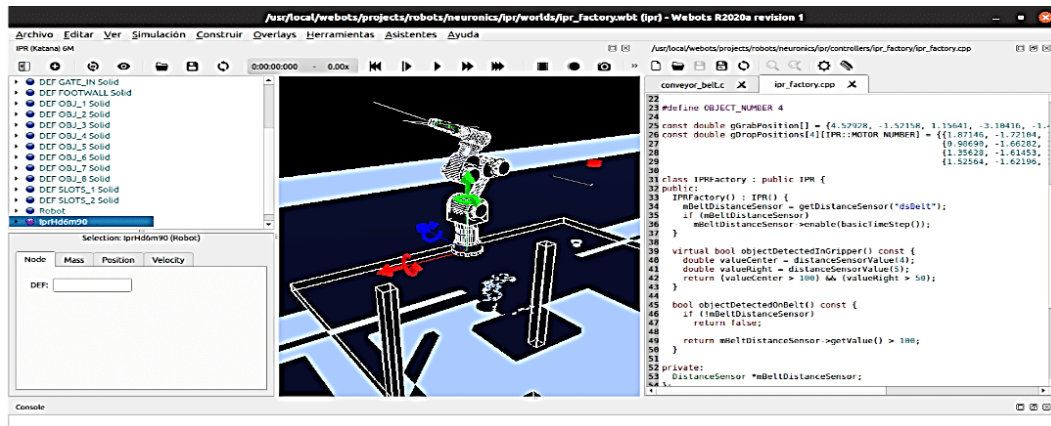 /usr/local/webots/projects/robots/neuronics/ipr/worlds/ipr_factory.wbt (ipr) - Webots R2020a revision 1
Archivo Editar Ver Simulación Construir Overlays Herramientas Asistentes Ayuda
IPR (Katana) 6M
/usr/local/webots/projects/robots/neuronics/ipr/controllers/ipr_factory/ipr_factory.cpp
0:00:00:000 - 0.00x
conveyor_belt.c ipr_factory.cpp
DEF GATE_IN Solid
DEF FOOTWALL Solid
DEF OBJ_1 Solid
DEF OBJ_2 Solid
DEF OBJ_3 Solid
DEF OBJ_4 Solid
DEF OBJ_5 Solid
DEF OBJ_6 Solid
DEF OBJ_7 Solid
DEF OBJ_8 Solid
DEF SLOTS_1 Solid
DEF SLOTS_2 Solid
Robot
IprHd6m90
Selection: IprHd6m90 (Robot)
Node Mass Position Velocity
DEF:
22
23 #define OBJECT_NUMBER 4
24
25 const double gGrabPosition[] = {4.52928, -1.52158, 1.15641, -3.10416, -1.
26 const double gDropPositions[4][IPR::MOTOR_NUMBER] = {{1.87146, -1.72104,
27 {0.98690, -1.66282,
28 {1.35628, -1.61453,
29 {1.52564, -1.62196,
30
31 class IPRFactory : public IPR {
32 public:
33 IPRFactory() : IPR() {
34 mBeltDistanceSensor = getDistanceSensor("dsBelt");
35 if (mBeltDistanceSensor)
36 mBeltDistanceSensor->enable(basicTimeStep());
37 }
38
39 virtual bool objectDetectedInGripper() const {
40 double valueCenter = distanceSensorValue(4);
41 double valueRight = distanceSensorValue(5);
42 return (valueCenter > 100) && (valueRight > 50);
43 }
44
45 bool objectDetectedOnBelt() const {
46 if (!mBeltDistanceSensor)
47 return false;
48
49 return mBeltDistanceSensor->getValue() > 100;
50 }
51
52 private:
53 DistanceSensor *mBeltDistanceSensor;
54 };
Console